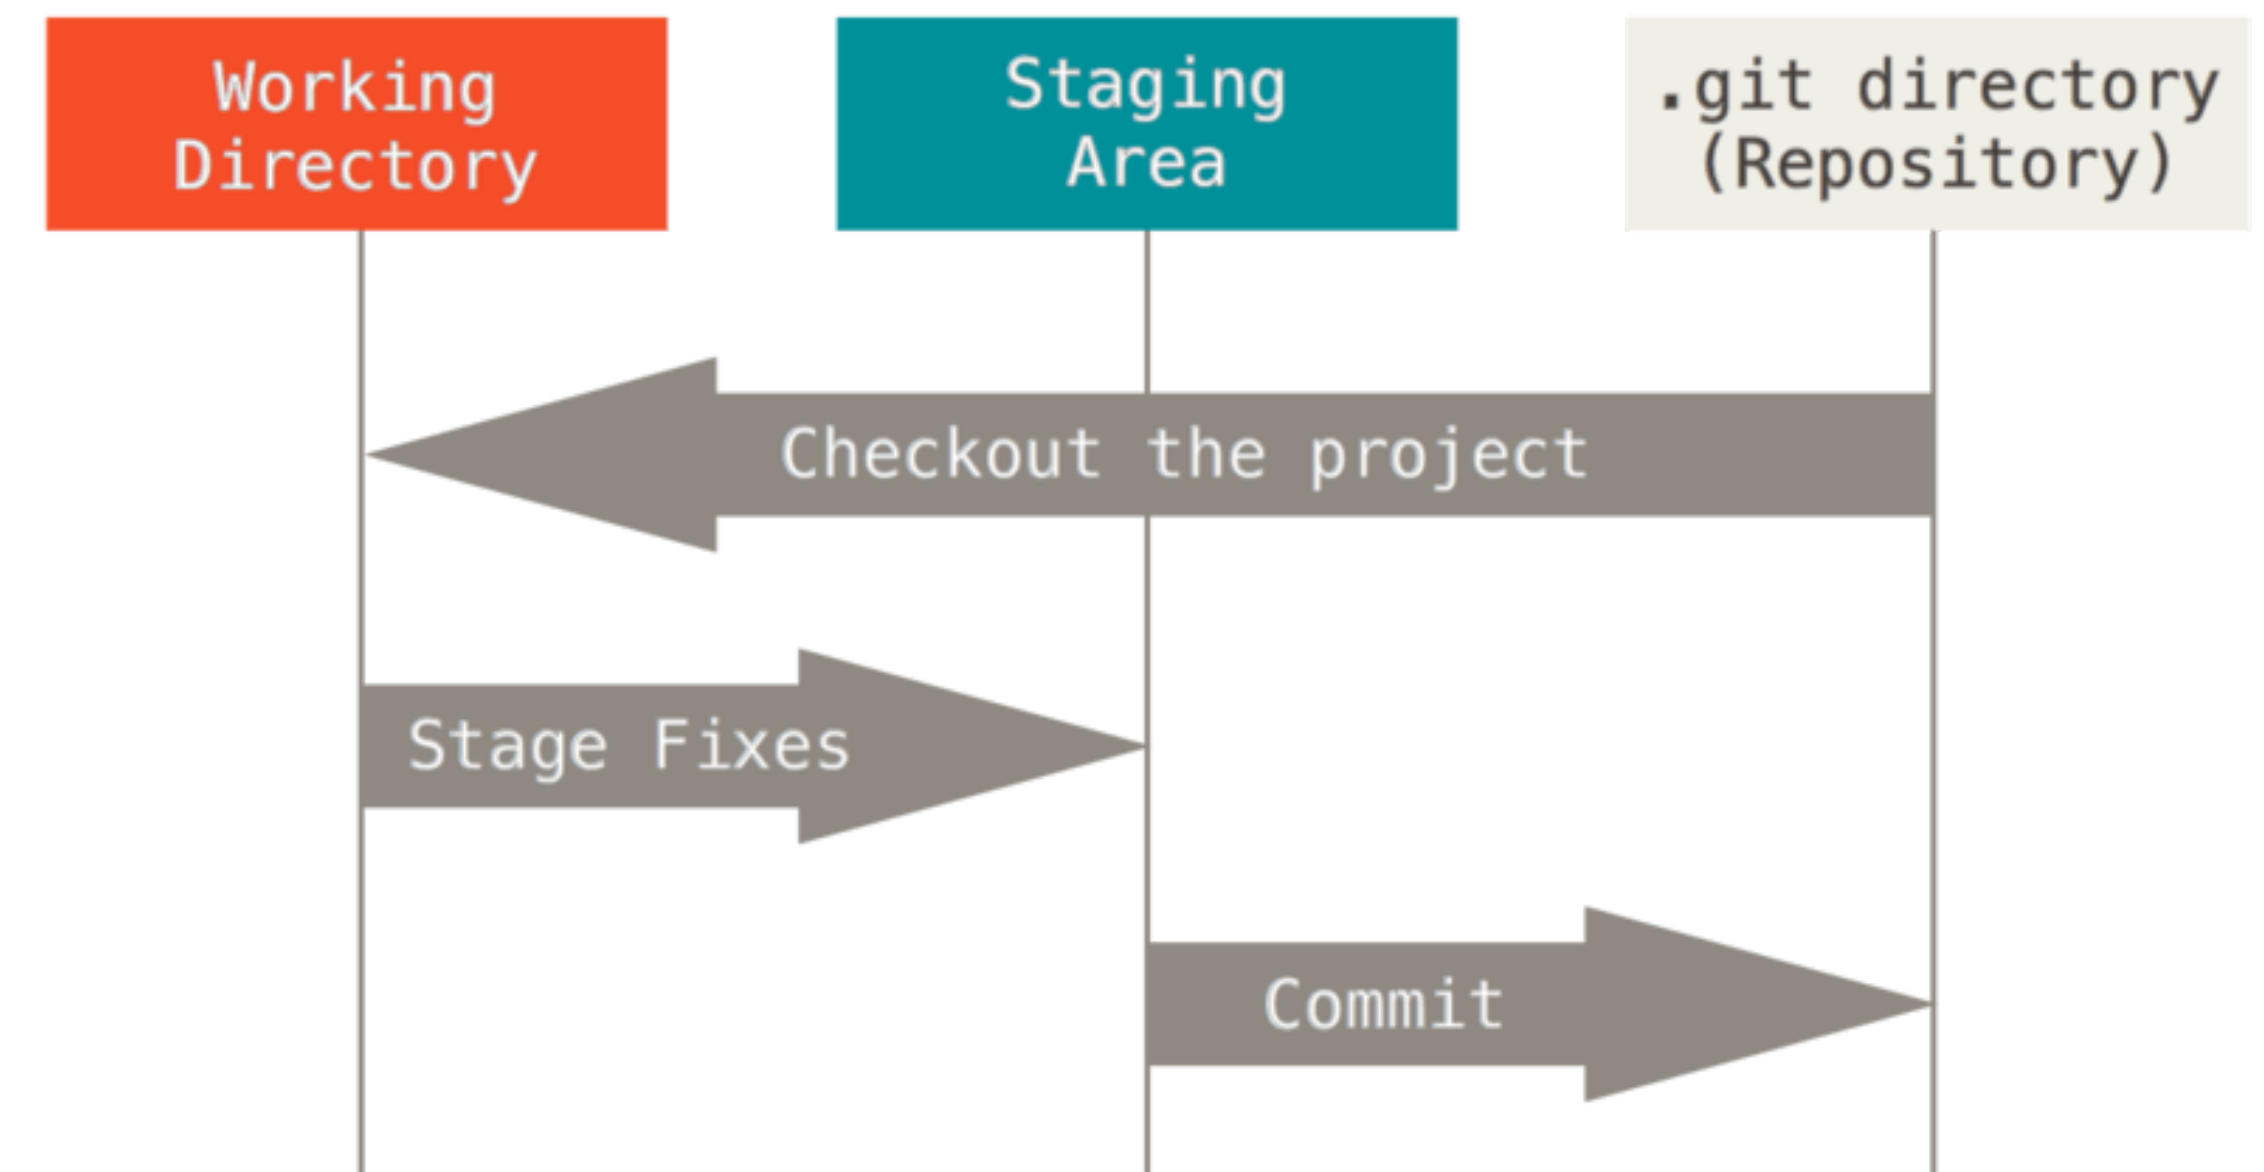 Working
Directory
Staging
Area
.git directory
(Repository)
Checkout the project
Stage Fixes
Commit